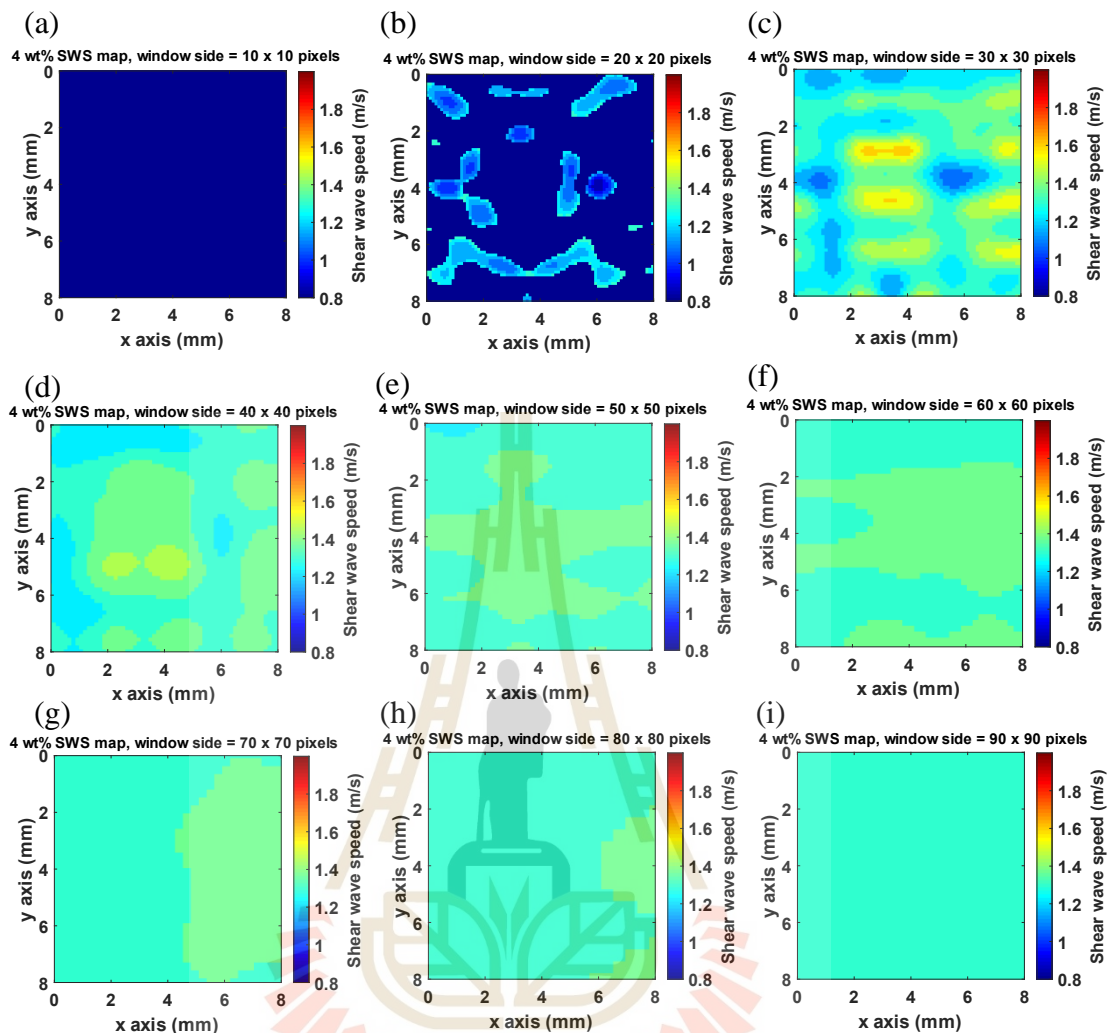 (a)
4 wt% SWS map, window side = 10 x 10 pixels
0
2
4
6
8
y axis (mm)
0 2 4 6 8
x axis (mm)
1.8
1.6
1.4
1.2
1
0.8
Shear wave speed (m/s)
(b)
4 wt% SWS map, window side = 20 x 20 pixels
0
2
4
6
8
y axis (mm)
0 2 4 6 8
x axis (mm)
1.8
1.6
1.4
1.2
1
0.8
Shear wave speed (m/s)
(c)
4 wt% SWS map, window side = 30 x 30 pixels
0
2
4
6
8
y axis (mm)
0 2 4 6 8
x axis (mm)
1.8
1.6
1.4
1.2
1
0.8
Shear wave speed (m/s)
(d)
4 wt% SWS map, window side = 40 x 40 pixels
0
2
4
6
8
y axis (mm)
0 2 4 6 8
x axis (mm)
1.8
1.6
1.4
1.2
1
0.8
Shear wave speed (m/s)
(e)
4 wt% SWS map, window side = 50 x 50 pixels
0
2
4
6
8
y axis (mm)
0 2 4 6 8
x axis (mm)
1.8
1.6
1.4
1.2
1
0.8
Shear wave speed (m/s)
(f)
4 wt% SWS map, window side = 60 x 60 pixels
0
2
4
6
8
y axis (mm)
0 2 4 6 8
x axis (mm)
1.8
1.6
1.4
1.2
1
0.8
Shear wave speed (m/s)
(g)
4 wt% SWS map, window side = 70 x 70 pixels
0
2
4
6
8
y axis (mm)
0 2 4 6 8
x axis (mm)
1.8
1.6
1.4
1.2
1
0.8
Shear wave speed (m/s)
(h)
4 wt% SWS map, window side = 80 x 80 pixels
0
2
4
6
8
y axis (mm)
0 2 4 6 8
x axis (mm)
1.8
1.6
1.4
1.2
1
0.8
Shear wave speed (m/s)
(i)
4 wt% SWS map, window side = 90 x 90 pixels
0
2
4
6
8
y axis (mm)
0 2 4 6 8
x axis (mm)
1.8
1.6
1.4
1.2
1
0.8
Shear wave speed (m/s)